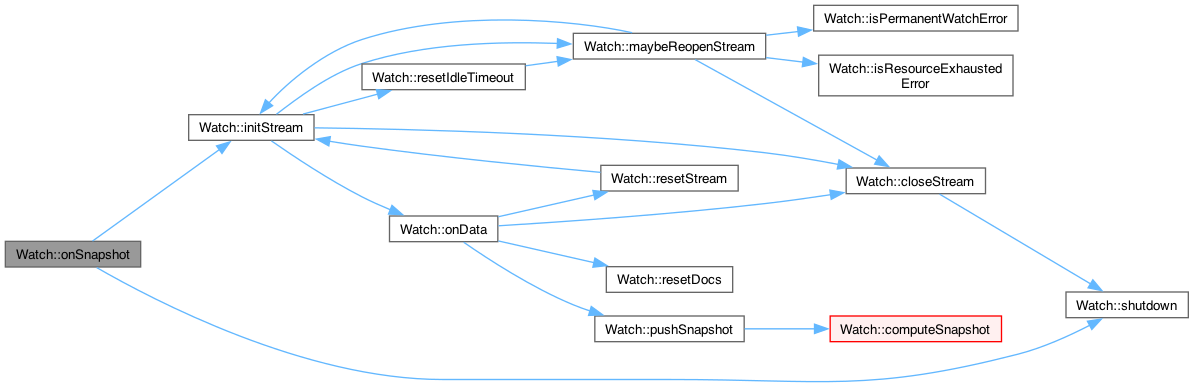 Watch::isPermanentWatchError
Watch::maybeReopenStream
Watch::isResourceExhausted
Error
Watch::resetIdleTimeout
Watch::initStream
Watch::resetStream
Watch::closeStream
Watch::onData
Watch::onSnapshot
Watch::resetDocs
Watch::shutdown
Watch::pushSnapshot
Watch::computeSnapshot